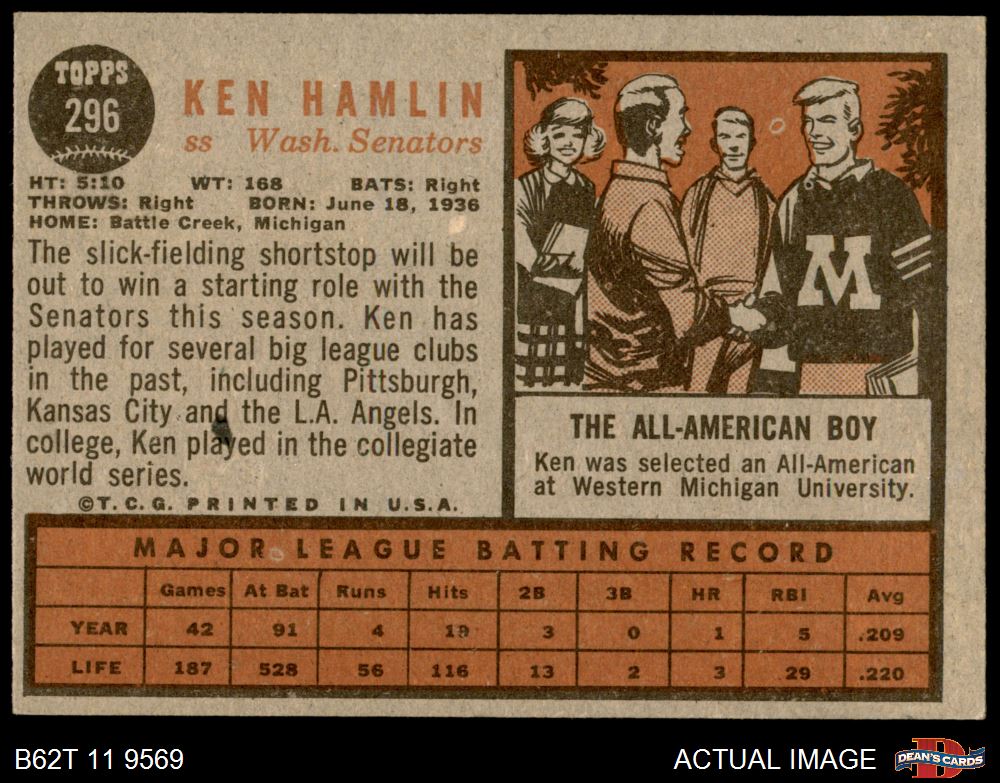 TOPPS
296
KEN HAMLIN
ss Wash. Senators
HT: 5:10 WT: 168 BATS: Right
THROWS: Right BORN: June 18, 1936
HOME: Battle Creek, Michigan
The slick-fielding shortstop will be
out to win a starting role with the
Senators this season. Ken has
played for several big league clubs
in the past, including Pittsburgh,
Kansas City and the L.A. Angels. In
college, Ken played in the collegiate
world series.
©T.C.G. PRINTED IN U.S.A.
M
THE ALL-AMERICAN BOY
Ken was selected an All-American
at Western Michigan University.
MAJOR LEAGUE BATTING RECORD
Games At Bat Runs Hits 2B 3B HR RBI Avg
YEAR 42 91 4 19 3 0 1 5 .209
LIFE 187 528 56 116 13 2 3 29 .220
B62T 11 9569
ACTUAL IMAGE
DEAN'S CARDS